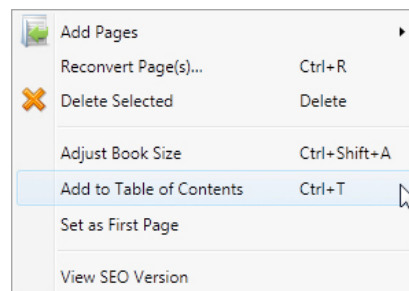 Add Pages
Reconvert Page(s)... Ctrl+R
Delete Selected Delete
Adjust Book Size Ctrl+Shift+A
Add to Table of Contents Ctrl+T
Set as First Page
View SEO Version